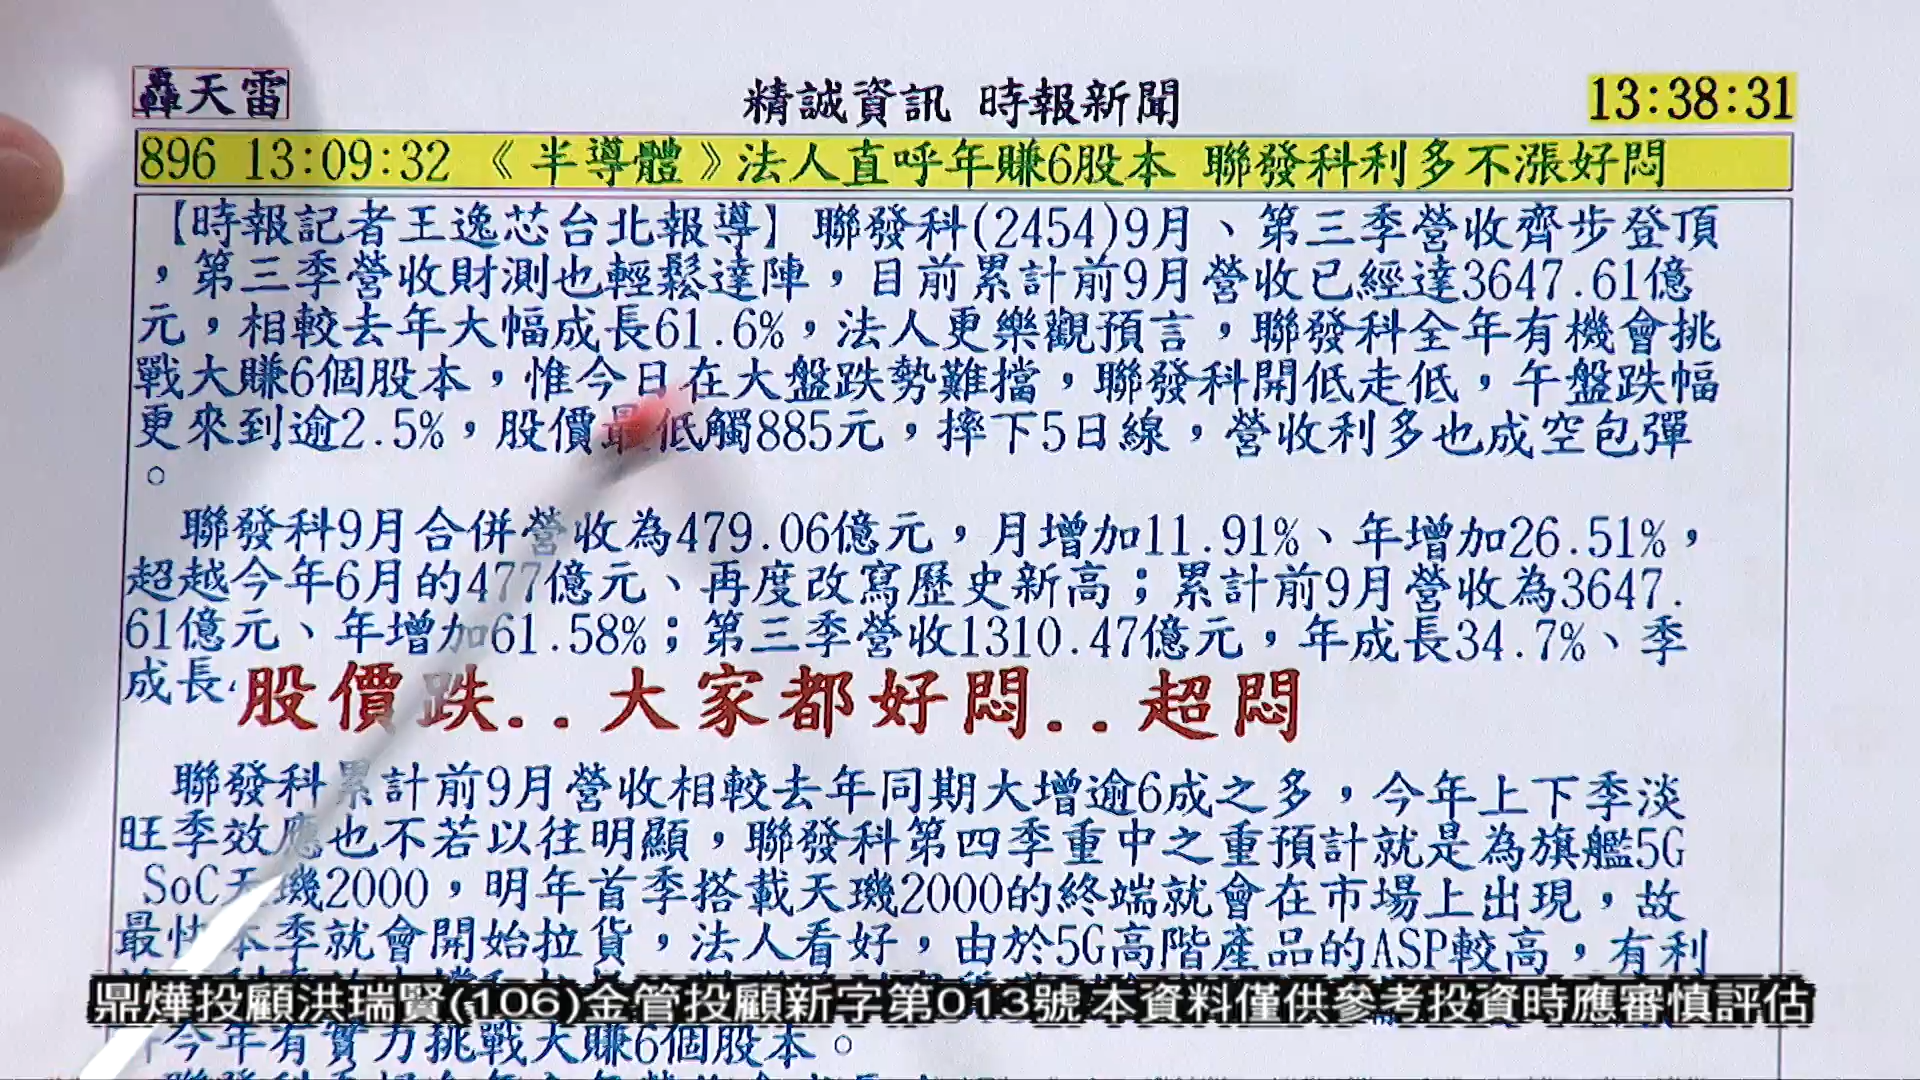 轟天雷
精誠資訊 時報新聞
13:38:31
896 13:09:32 《半導體》法人直呼年賺6股本 聯發科利多不漲好悶
【時報記者王逸芯台北報導】聯發科(2454)9月、第三季營收齊步登頂
，第三季營收財測也輕鬆達陣，目前累計前9月營收已經達3647.61億
元，相較去年大幅成長61.6%，法人更樂觀預言，聯發科全年有機會挑
戰大賺6個股本，惟今日在大盤跌勢難擋，聯發科開低走低，午盤跌幅
更來到逾2.5%，股價最低觸885元，摔下5日線，營收利多也成空包彈
。
聯發科9月合併營收為479.06億元，月增加11.91%、年增加26.51%，
超越今年6月的477億元、再度改寫歷史新高；累計前9月營收為3647.
61億元、年增加61.58%；第三季營收1310.47億元，年成長34.7%、季
成長
股價跌..大家都好悶..超悶
聯發科累計前9月營收相較去年同期大增逾6成之多，今年上下季淡
旺季效應也不若以往明顯，聯發科第四季重中之重預計就是為旗艦5G
SoC天璣2000，明年首季搭載天璣2000的終端就會在市場上出現，故
最快本季就會開始拉貨，法人看好，由於5G高階產品的ASP較高，有利
鼎燁投顧洪瑞賢(106)金管投顧新字第013號本資料僅供參考投資時應審慎評估
今年有實力挑戰大賺6個股本。